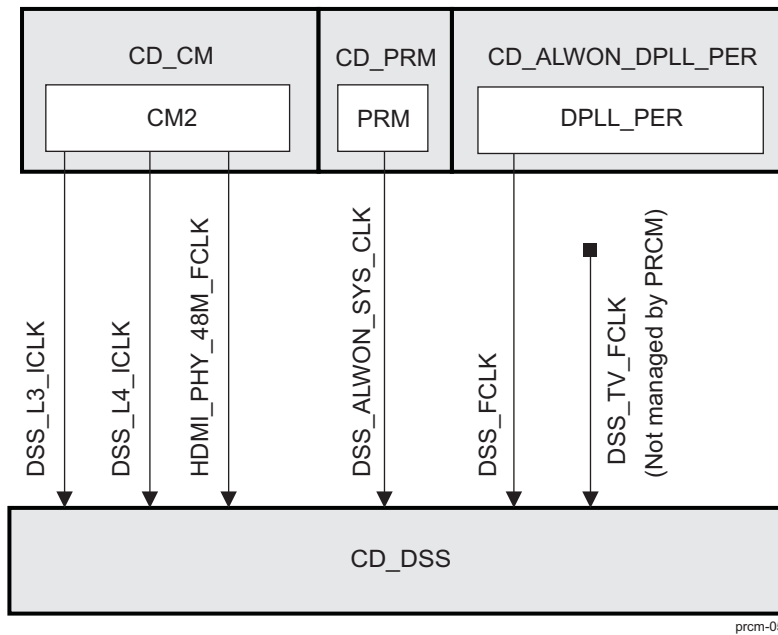 CD_CM
CD_PRM
CD_ALWON_DPLL_PER
CM2
PRM
DPLL_PER
DSS_L3_ICLK
DSS_L4_ICLK
HDMI_PHY_48M_FCLK
DSS_ALWON_SYS_CLK
DSS_FCLK
DSS_TV_FCLK
(Not managed by PRCM)
CD_DSS